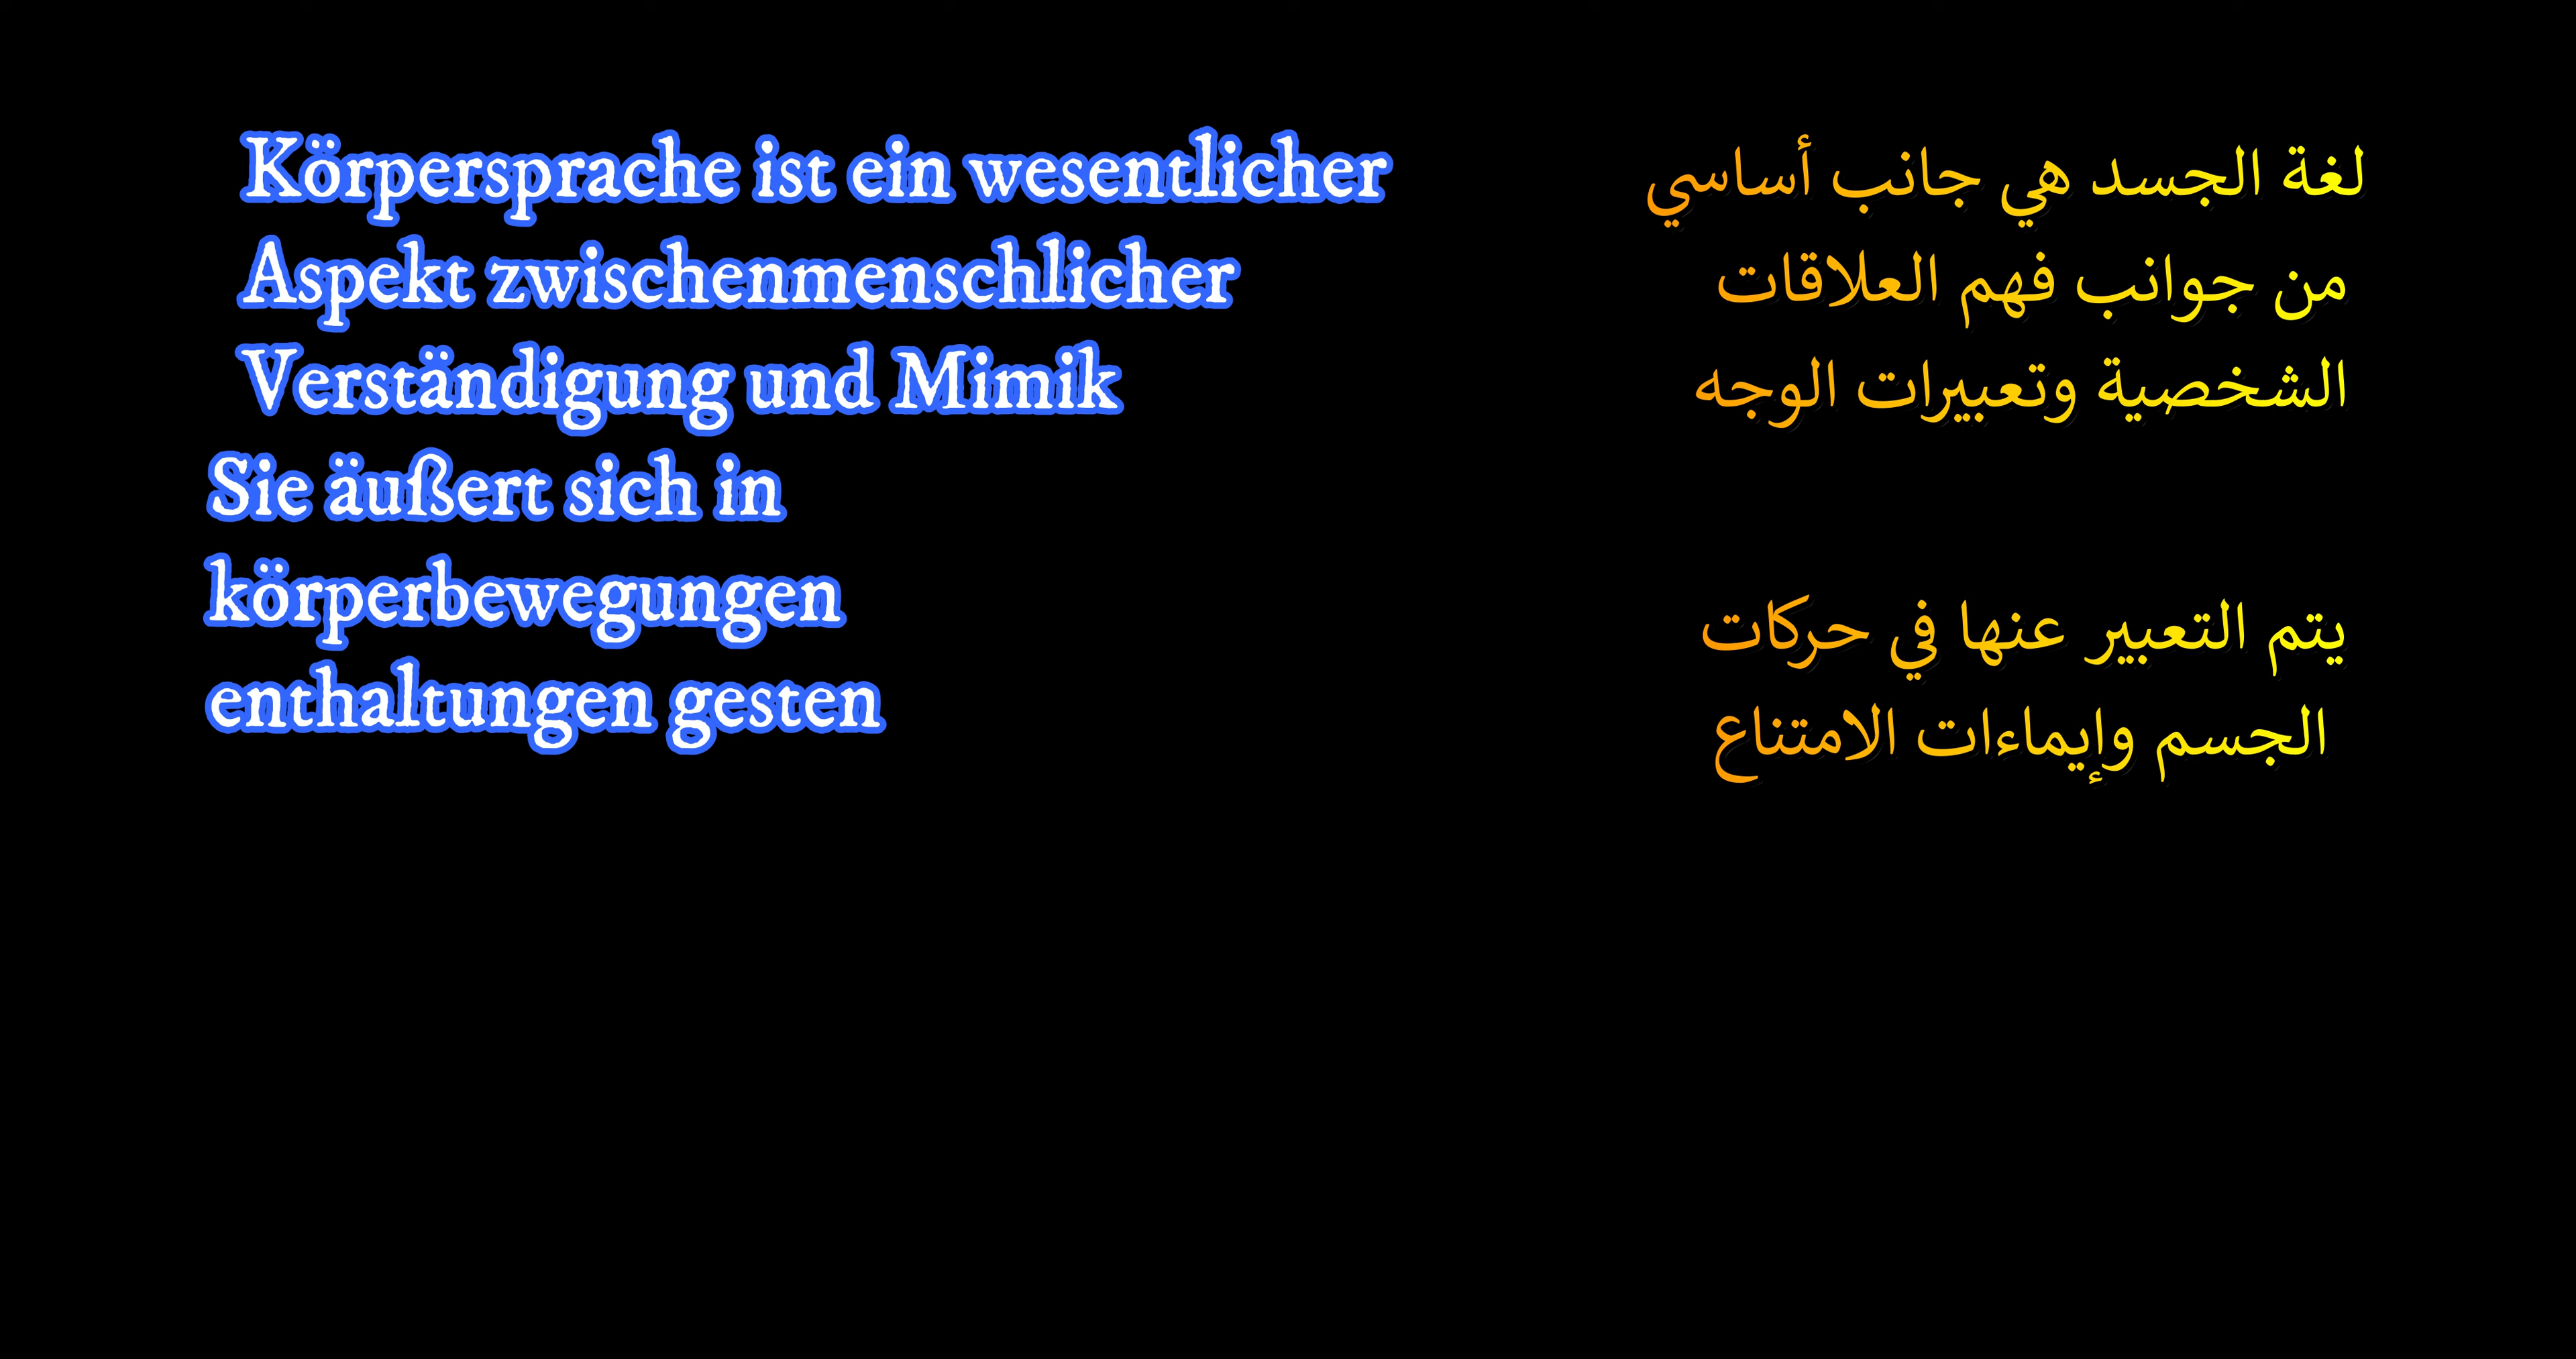 Körpersprache ist ein wesentlicher
Aspekt zwischenmenschlicher
Verständigung und Mimik
Sie äußert sich in
körperbewegungen
enthaltungen gesten
لغة الجسد هي جانب أساسي
من جوانب فهم العلاقات
الشخصية وتعبيرات الوجه
يتم التعبير عنها في حركات
الجسم وإيماءات الامتناع